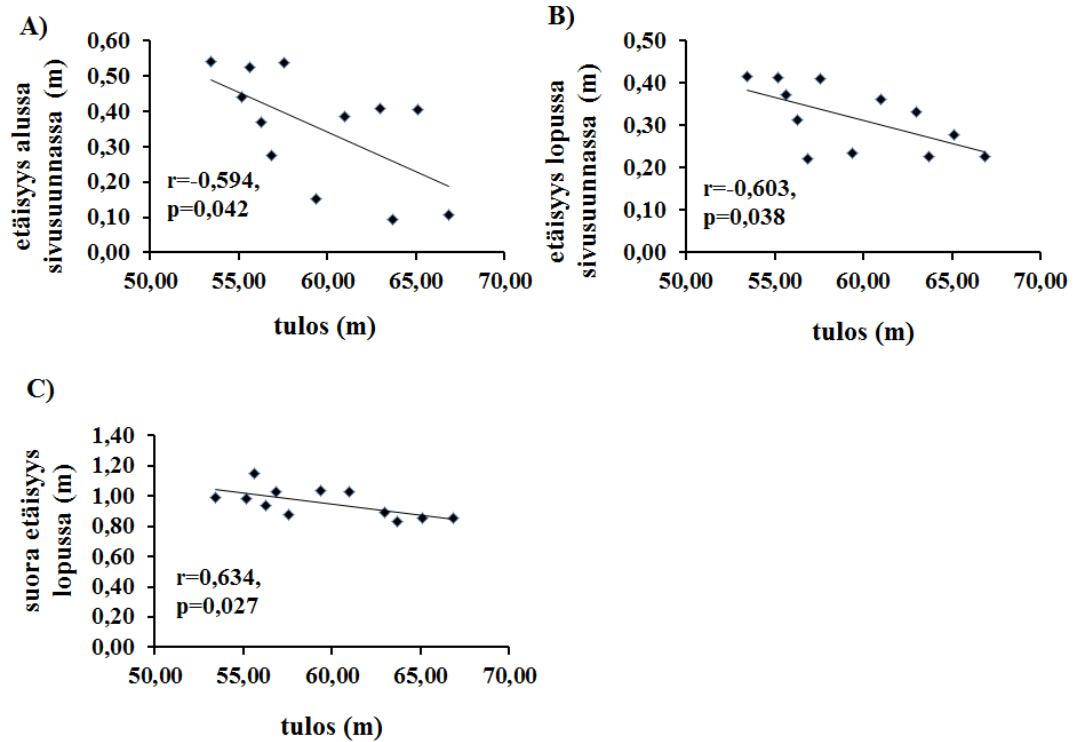 A)
etäisyys alussa
sivusuunnassa (m)
0,60
0,50
0,40
0,30
0,20
0,10
0,00
r=-0,594,
p=0,042
50,00 55,00 60,00 65,00 70,00
tulos (m)
B)
etäisyys lopussa
sivusuunnassa (m)
0,50
0,40
0,30
0,20
0,10
0,00
r=-0,603,
p=0,038
50,00 55,00 60,00 65,00 70,00
tulos (m)
C)
suora etäisyys
lopussa (m)
1,40
1,20
1,00
0,80
0,60
0,40
0,20
0,00
r=0,634,
p=0,027
50,00 55,00 60,00 65,00 70,00
tulos (m)